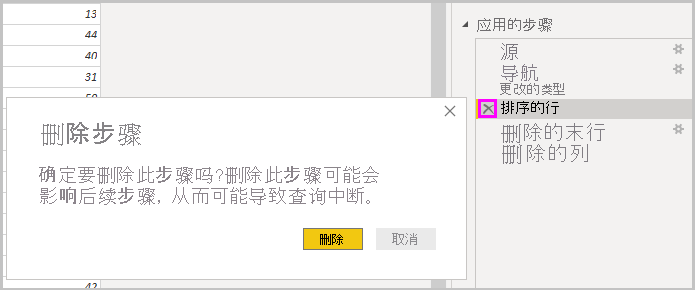 13
44
40
31
应用的步骤
源
导航
更改的类型
排序的行
删除的末行
删除的列
删除步骤
确定要删除此步骤吗?删除此步骤可能会
影响后续步骤，从而可能导致查询中断。
删除
取消
42